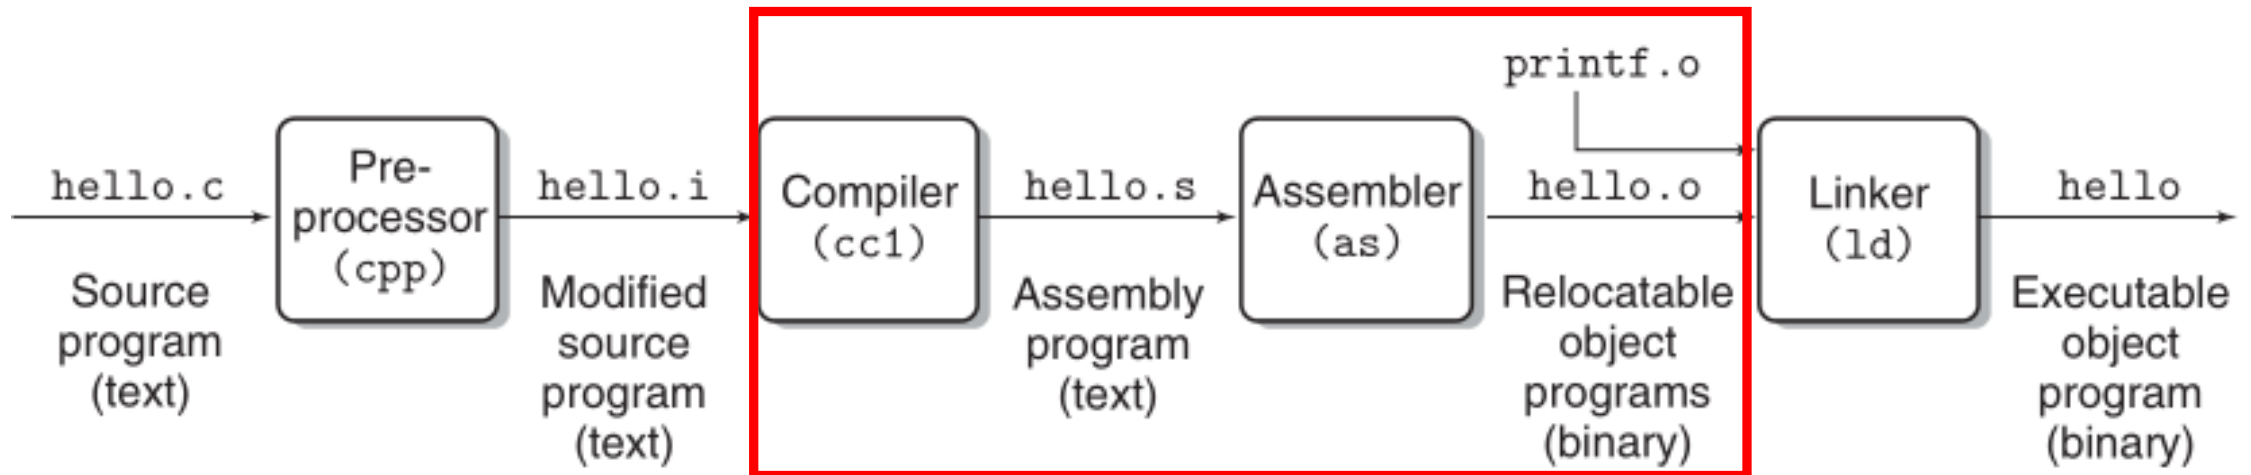 printf.o
hello.c
Pre-
processor
(cpp)
hello.i
Compiler
(cc1)
hello.s
Assembler
(as)
hello.o
Linker
(ld)
hello
Source
program
(text)
Modified
source
program
(text)
Assembly
program
(text)
Relocatable
object
programs
(binary)
Executable
object
program
(binary)